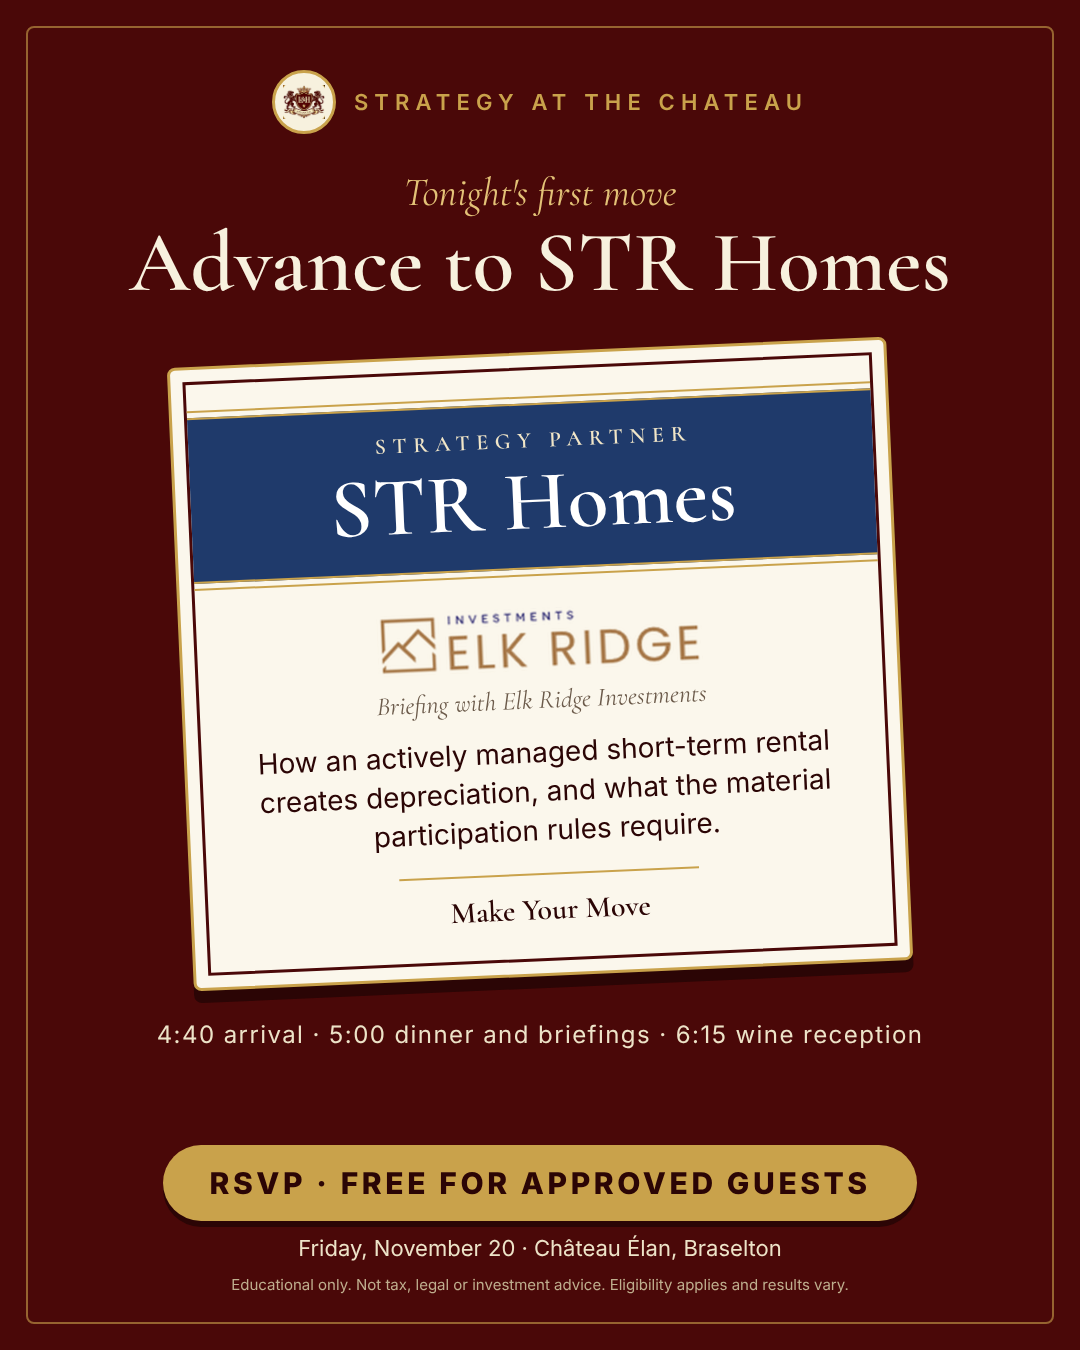 STRATEGY AT THE CHATEAU
Tonight's first move
Advance to STR Homes
STRATEGY PARTNER
STR Homes
INVESTMENTS
ELK RIDGE
Briefing with Elk Ridge Investments
How an actively managed short-term rental
creates depreciation, and what the material
participation rules require.
Make Your Move
4:40 arrival · 5:00 dinner and briefings · 6:15 wine reception
RSVP · FREE FOR APPROVED GUESTS
Friday, November 20 · Château Élan, Braselton
Educational only. Not tax, legal or investment advice. Eligibility applies and results vary.